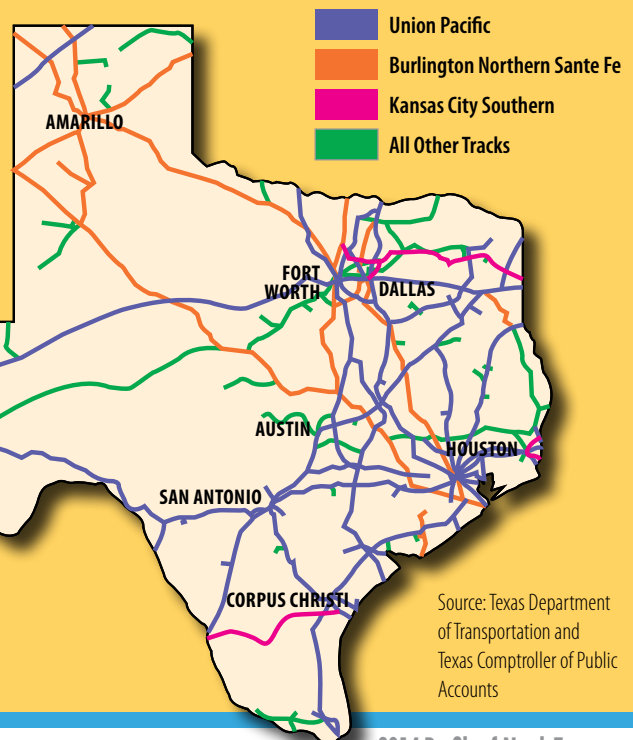 Union Pacific
Burlington Northern Sante Fe
Kansas City Southern
All Other Tracks
AMARILLO
FORT
WORTH
DALLAS
AUSTIN
HOUSTON
SAN ANTONIO
CORPUS CHRISTI
Source: Texas Department
of Transportation and
Texas Comptroller of Public
Accounts